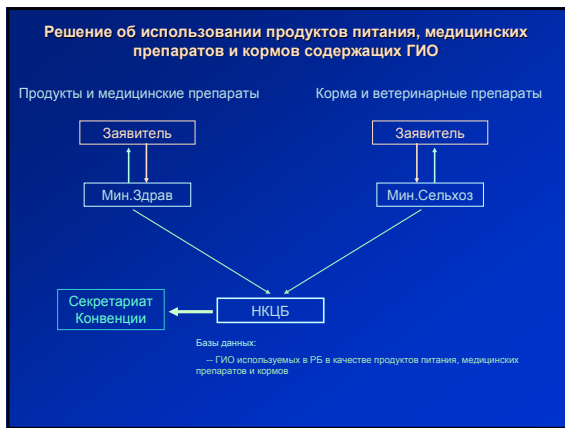 Решение об использовании продуктов питания, медицинских
препаратов и кормов содержащих ГИО
Продукты и медицинские препараты
Корма и ветеринарные препараты
Заявитель
Заявитель
Мин.Здрав
Мин.Сельхоз
Секретариат
Конвенции
НКЦБ
Базы данных:
-- ГИО используемых в РБ в качестве продуктов питания, медицинских
препаратов и кормов